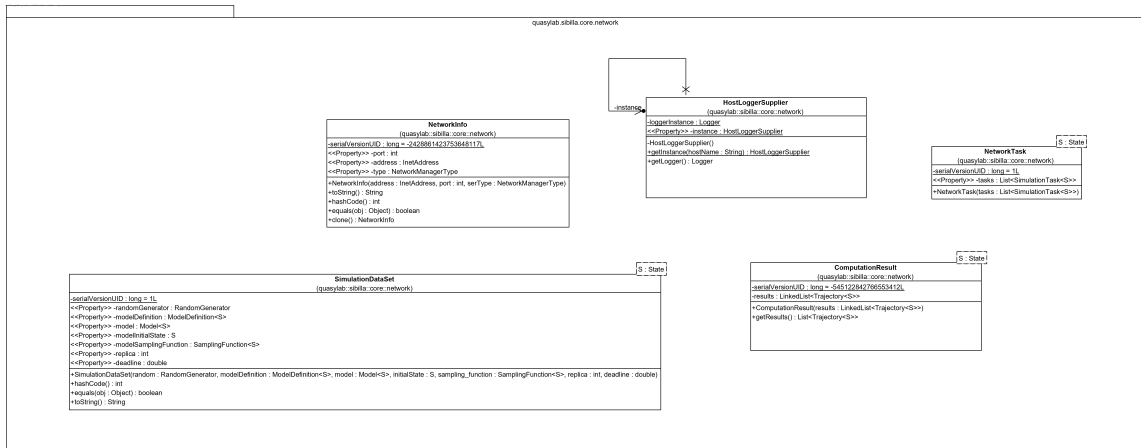 quasylab.sibilla.core.network
-instance
HostLoggerSupplier
(quasylab::sibilla::core::network)
-loggerInstance : Logger
<<Property>> -instance : HostLoggerSupplier
-HostLoggerSupplier()
+getInstance(hostName : String) : HostLoggerSupplier
+getLogger() : Logger
NetworkInfo
(quasylab::sibilla::core::network)
-serialVersionUID : long = -2428861423753648117L
<<Property>> -port : int
<<Property>> -address : InetAddress
<<Property>> -type : NetworkManagerType
+NetworkInfo(address : InetAddress, port : int, serType : NetworkManagerType)
+toString() : String
+hashCode() : int
+equals(obj : Object) : boolean
+clone() : NetworkInfo
S : State
NetworkTask
(quasylab::sibilla::core::network)
-serialVersionUID : long = 1L
<<Property>> -tasks : List<SimulationTask<S>>
+NetworkTask(tasks : List<SimulationTask<S>>)
S : State
SimulationDataSet
(quasylab::sibilla::core::network)
-serialVersionUID : long = 1L
<<Property>> -randomGenerator : RandomGenerator
<<Property>> -modelDefinition : ModelDefinition<S>
<<Property>> -model : Model<S>
<<Property>> -modelInitialState : S
<<Property>> -modelSamplingFunction : SamplingFunction<S>
<<Property>> -replica : int
<<Property>> -deadline : double
+SimulationDataSet(random : RandomGenerator, modelDefinition : ModelDefinition<S>, model : Model<S>, initialState : S, sampling_function : SamplingFunction<S>, replica : int, deadline : double)
+hashCode() : int
+equals(obj : Object) : boolean
+toString() : String
S : State
ComputationResult
(quasylab::sibilla::core::network)
-serialVersionUID : long = -545122842766553412L
-results : LinkedList<Trajectory<S>>
+ComputationResult(results : LinkedList<Trajectory<S>>)
+getResults() : List<Trajectory<S>>